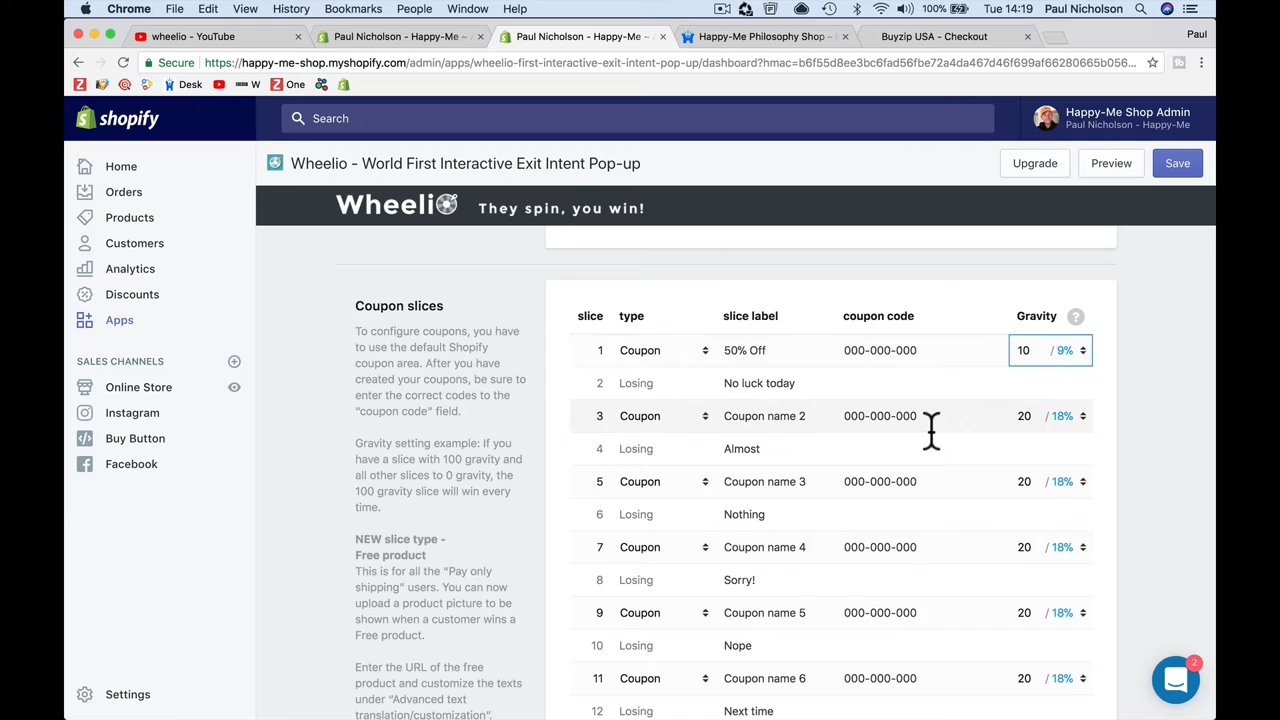 Chrome File Edit View History Bookmarks People Window Help 100% Tue 14:19 Paul Nicholson
wheelio - YouTube Paul Nicholson - Happy-Me ~ Paul Nicholson - Happy-Me ~ Happy-Me Philosophy Shop – Buyzip USA - Checkout Paul
Secure https://happy-me-shop.myshopify.com/admin/apps/wheelio-first-interactive-exit-intent-pop-up/dashboard?hmac=b6f55d8ee3bc6fad56fbe72a4da467d46f699af66280665b056...
Desk W One
shopify Search Happy-Me Shop Admin
Paul Nicholson - Happy-Me
Wheelio - World First Interactive Exit Intent Pop-up Upgrade Preview Save
Wheelio They spin, you win!
Home
Orders
Products
Customers
Analytics
Discounts
Apps
SALES CHANNELS
Online Store
Instagram
Buy Button
Facebook
Settings
Coupon slices
To configure coupons, you have
to use the default Shopify
coupon area. After you have
created your coupons, be sure to
enter the correct codes to the
“coupon code” field.
Gravity setting example: If you
have a slice with 100 gravity and
all other slices to 0 gravity, the
100 gravity slice will win every
time.
NEW slice type -
Free product
This is for all the “Pay only
shipping” users. You can now
upload a product picture to be
shown when a customer wins a
Free product.
Enter the URL of the free
product and customize the texts
under “Advanced text
translation/customization”.
slice type slice label coupon code Gravity ?
1 Coupon 50% Off 000-000-000 10 / 9%
2 Losing No luck today
3 Coupon Coupon name 2 000-000-000 20 / 18%
4 Losing Almost
5 Coupon Coupon name 3 000-000-000 20 / 18%
6 Losing Nothing
7 Coupon Coupon name 4 000-000-000 20 / 18%
8 Losing Sorry!
9 Coupon Coupon name 5 000-000-000 20 / 18%
10 Losing Nope
11 Coupon Coupon name 6 000-000-000 20 / 18%
12 Losing Next time
2